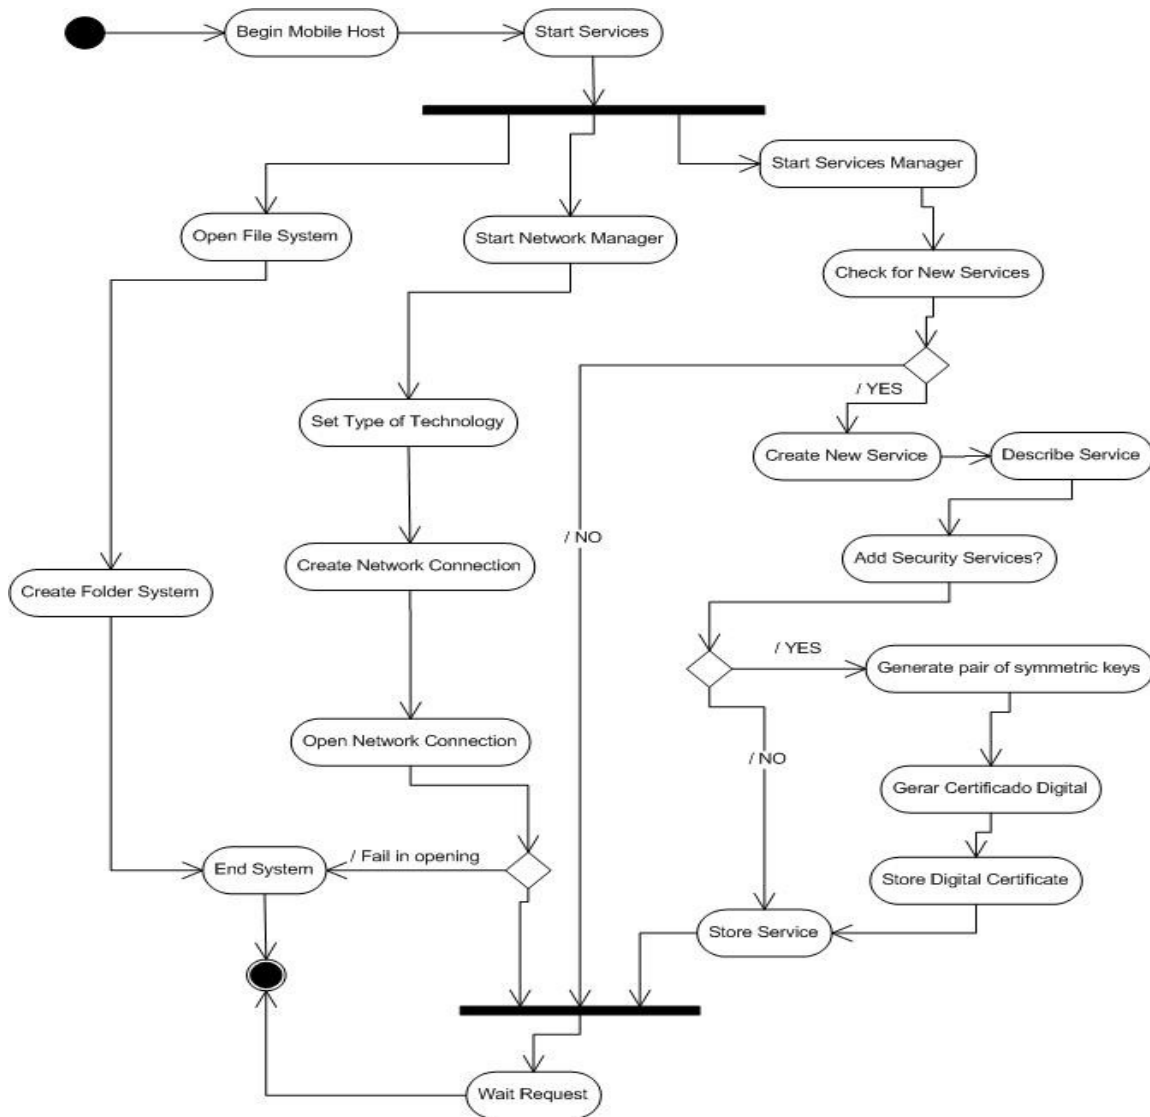 Begin Mobile Host
Start Services
Start Services Manager
Open File System
Start Network Manager
Check for New Services
/ YES
Set Type of Technology
Create New Service
Describe Service
/ NO
Add Security Services?
Create Network Connection
Create Folder System
/ YES
Generate pair of symmetric keys
Open Network Connection
/ NO
Gerar Certificado Digital
/ Fail in opening
End System
Store Digital Certificate
Store Service
Wait Request